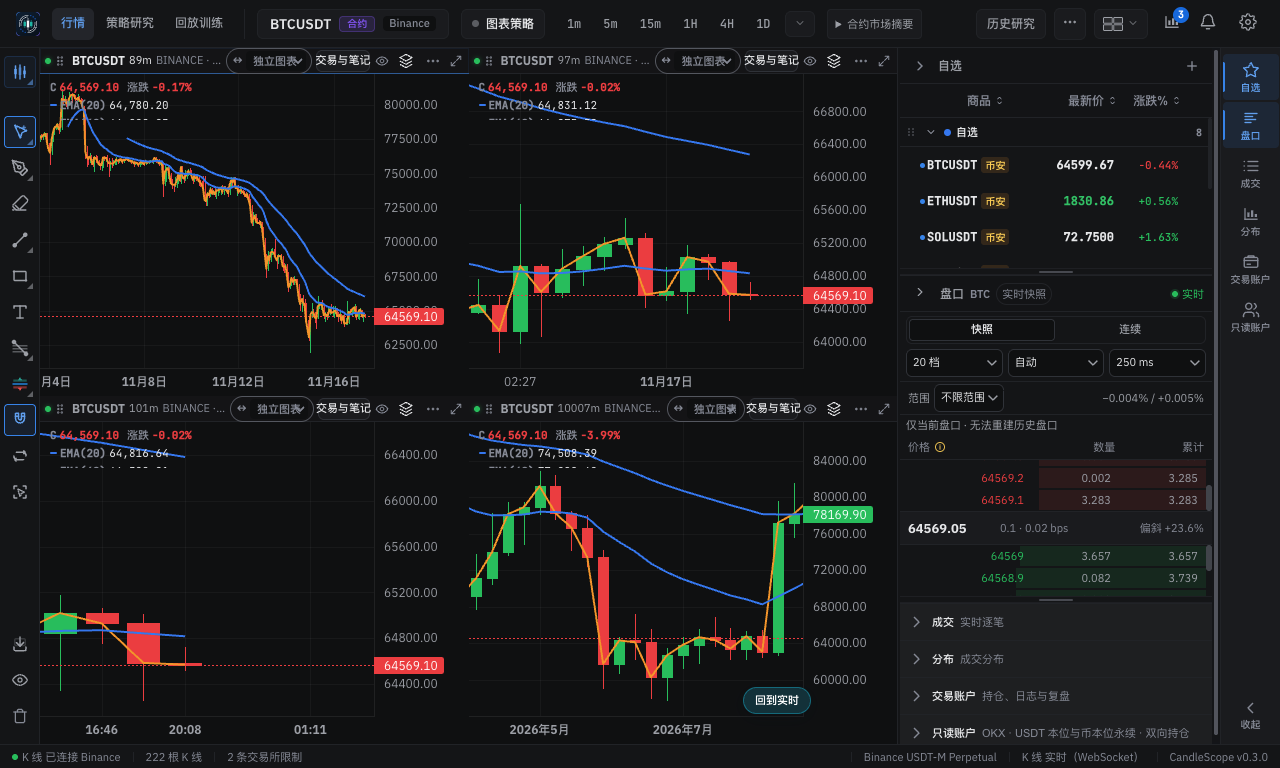 行情 策略研究 回放训练 BTCUSDT 合约 Binance 图表策略 1m 5m 15m 1H 4H 1D 合约市场摘要 历史研究 3
BTCUSDT 89m BINANCE · ... 独立图表 交易与笔记
C 64,569.10 涨跌 -0.17%
EMA(20) 64,780.20
80000.00
77500.00
75000.00
72500.00
70000.00
67500.00
64569.10
62500.00
月4日 11月8日 11月12日 11月16日
BTCUSDT 97m BINANCE · ... 独立图表 交易与笔记
C 64,569.10 涨跌 -0.02%
EMA(20) 64,831.12
66800.00
66400.00
66000.00
65600.00
65200.00
64800.00
64569.10
64400.00
64000.00
02:27 11月17日
BTCUSDT 101m BINANCE ·... 独立图表 交易与笔记
C 64,569.10 涨跌 -0.02%
EMA(20) 64,816.64
66400.00
66000.00
65600.00
65200.00
64800.00
64569.10
64400.00
16:46 20:08 01:11
BTCUSDT 10007m BINANCE... 独立图表 交易与笔记
C 64,569.10 涨跌 -3.99%
EMA(20) 74,508.39
84000.00
80000.00
78169.90
76000.00
72000.00
68000.00
64000.00
60000.00
回到实时
2026年5月 2026年7月
自选
商品 最新价 涨跌%
自选 8
BTCUSDT 币安 64599.67 -0.44%
ETHUSDT 币安 1830.86 +0.56%
SOLUSDT 币安 72.7500 +1.63%
盘口 BTC 实时快照 实时
快照 连续
20 档 自动 250 ms
范围 不限范围 −0.004% / +0.005%
仅当前盘口 · 无法重建历史盘口
价格 数量 累计
64569.2 0.002 3.285
64569.1 3.283 3.283
64569.05 0.1 · 0.02 bps 偏斜 +23.6%
64569 3.657 3.657
64568.9 0.082 3.739
成交 实时逐笔
分布 成交分布
交易账户 持仓、日志与复盘
只读账户 OKX · USDT 本位与币本位永续 · 双向持仓
自选
盘口
成交
分布
交易账户
只读账户
收起
K 线 已连接 Binance 222 根 K 线 2 条交易所限制 Binance USDT-M Perpetual K 线 实时（WebSocket） CandleScope v0.3.0